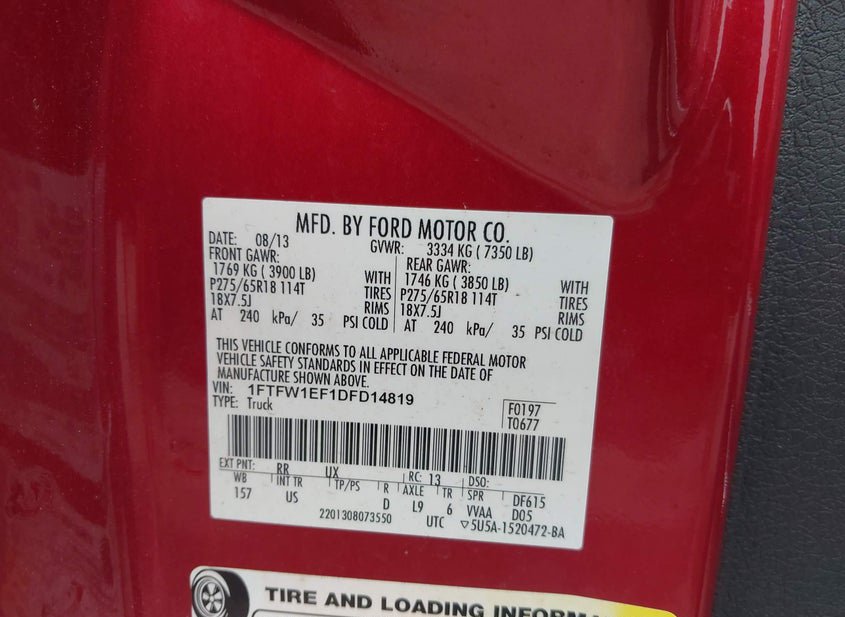 MFD. BY FORD MOTOR CO.
DATE: 08/13 GVWR: 3334 KG ( 7350 LB)
FRONT GAWR: REAR GAWR:
1769 KG ( 3900 LB) WITH 1746 KG ( 3850 LB) WITH
P275/65R18 114T TIRES P275/65R18 114T TIRES
18X7.5J RIMS 18X7.5J RIMS
AT 240 kPa/ 35 PSI COLD AT 240 kPa/ 35 PSI COLD
THIS VEHICLE CONFORMS TO ALL APPLICABLE FEDERAL MOTOR
VEHICLE SAFETY STANDARDS IN EFFECT ON THE DATE OF
MANUFACTURE SHOWN ABOVE.
VIN: 1FTFW1EF1DFD14819
TYPE: Truck
F0197
T0677
EXT PNT: RR UX RC: 13 DSO:
WB INT TR TP/PS R AXLE TR SPR DF615
157 US D L9 6 VVAA D05
2201308073550 UTC ▽5U5A-1520472-BA
TIRE AND LOADING INFORMA